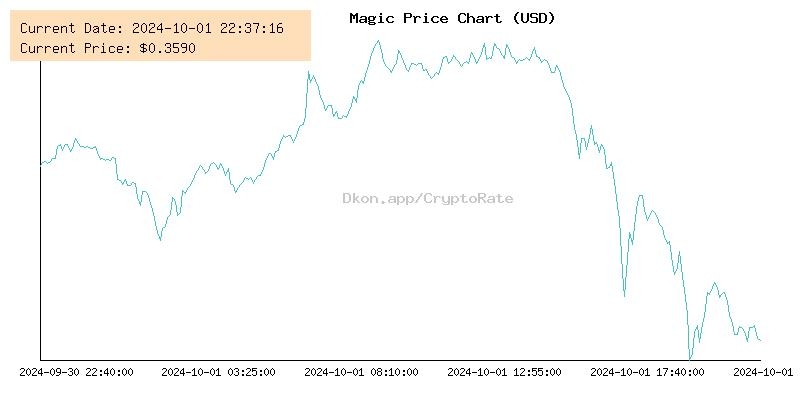 Magic Price Chart (USD)
Current Date: 2024-10-01 22:37:16
Current Price: $0.3590
Dkon.app/CryptoRate
2024-09-30 22:40:00 2024-10-01 03:25:00 2024-10-01 08:10:00 2024-10-01 12:55:00 2024-10-01 17:40:00 2024-10-01